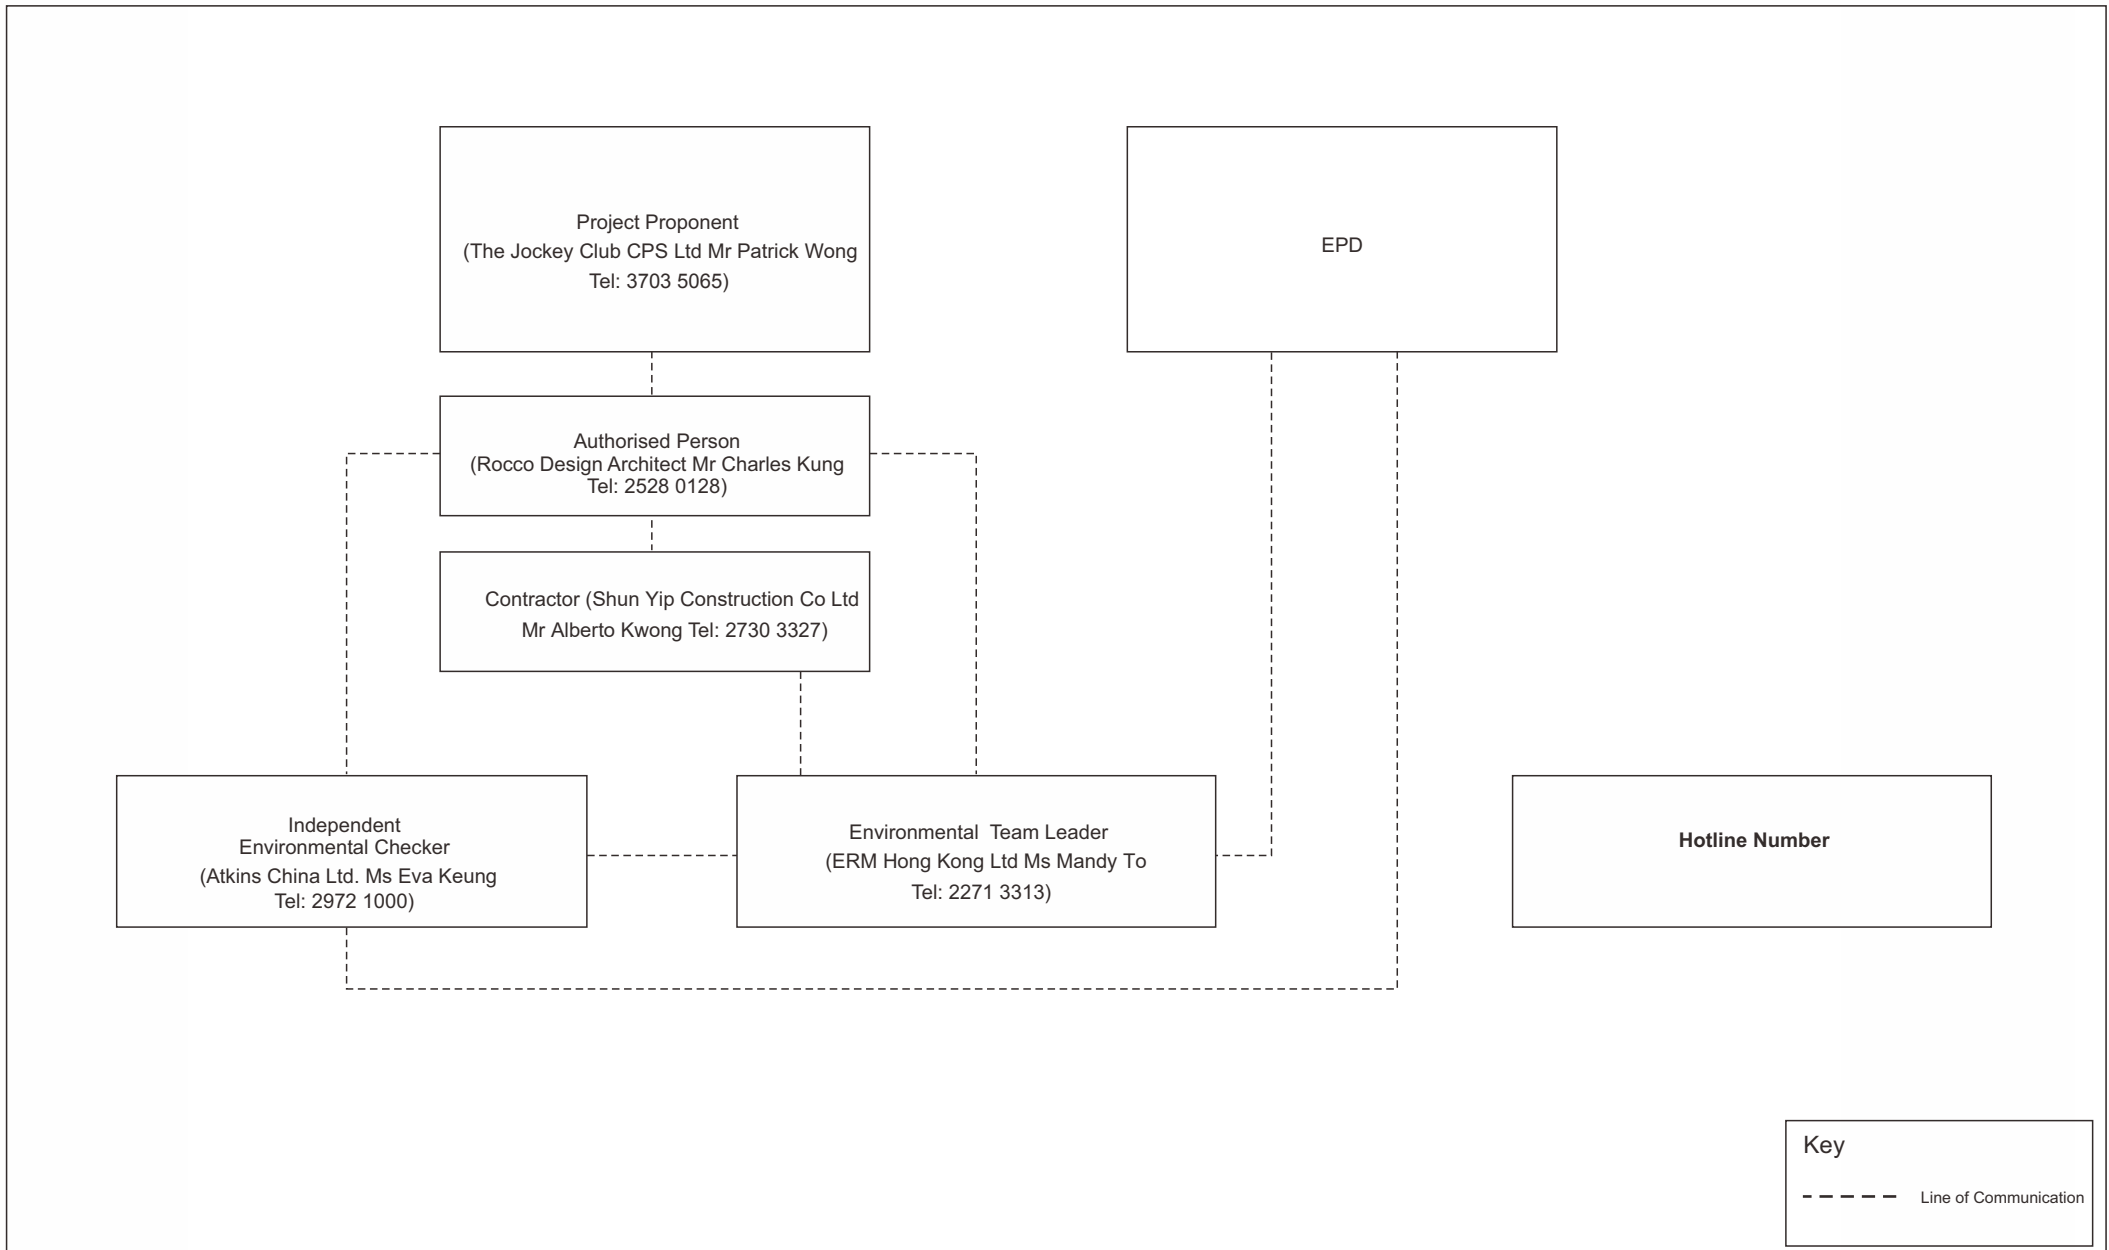 Project Proponent
(The Jockey Club CPS Ltd Mr Patrick Wong
Tel: 3703 5065)
EPD
Authorised Person
(Rocco Design Architect Mr Charles Kung
Tel: 2528 0128)
Contractor (Shun Yip Construction Co Ltd
Mr Alberto Kwong Tel: 2730 3327)
Independent
Environmental Checker
(Atkins China Ltd. Ms Eva Keung
Tel: 2972 1000)
Environmental Team Leader
(ERM Hong Kong Ltd Ms Mandy To
Tel: 2271 3313)
Hotline Number
Key
Line of Communication